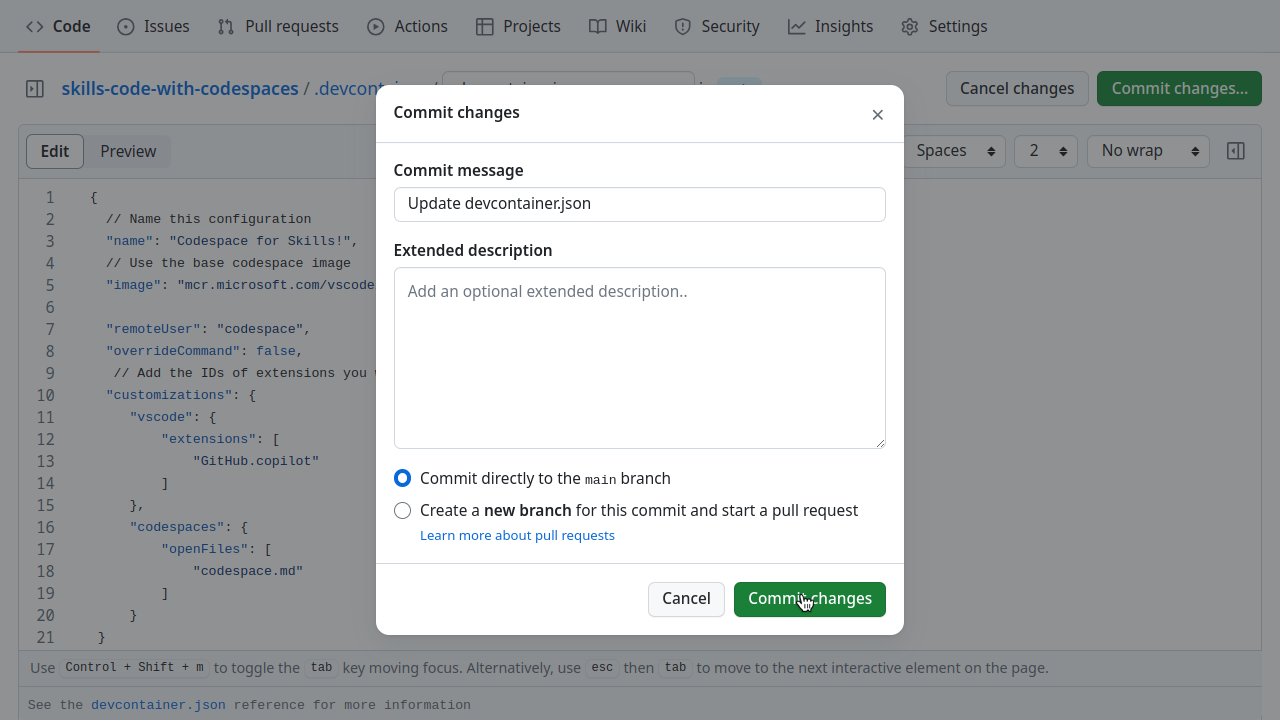 Code Issues Pull requests Actions Projects Wiki Security Insights Settings
skills-code-with-codespaces / / Cancel changes Commit changes...
Edit Preview Spaces 2 No wrap
Commit changes
Commit message
Update devcontainer.json
Extended description
Add an optional extended description..
Commit directly to the main branch
Create a new branch for this commit and start a pull request
Learn more about pull requests
Cancel Commit changes
1 {
2 // Name this configuration
3 "name": "Codespace for Skills!",
4 // Use the base codespace image
5 "image": "mcr.microsoft.com/vscode
6
7 "remoteUser": "codespace",
8 "overrideCommand": false,
9 // Add the IDs of extensions you
10 "customizations": {
11 "vscode": {
12 "extensions": [
13 "GitHub.copilot"
14 ]
15 },
16 "codespaces": {
17 "openFiles": [
18 "codespace.md"
19 ]
20 }
21 }
Use Control + Shift + m to toggle the tab key moving focus. Alternatively, use esc then tab to move to the next interactive element on the page.
See the devcontainer.json reference for more information